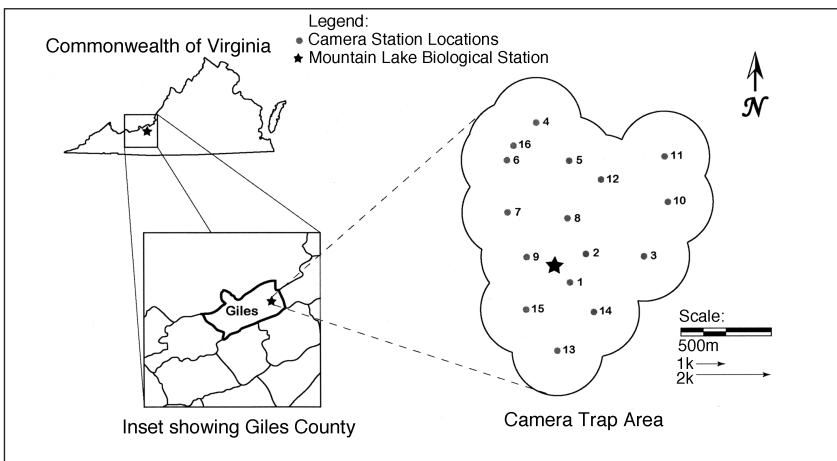 Legend:
Camera Station Locations
Mountain Lake Biological Station
Commonwealth of Virginia
N
4
16
6
5
11
12
10
7
8
9
2
3
1
15
14
13
Giles
Scale:
500m
1k
2k
Inset showing Giles County
Camera Trap Area